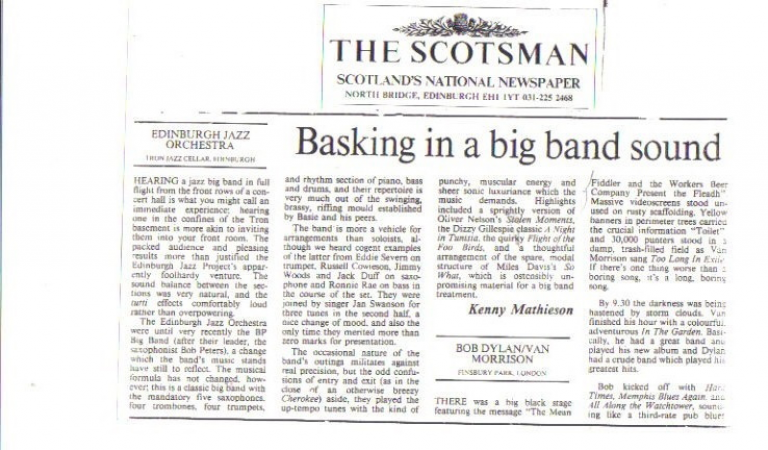 THE SCOTSMAN
SCOTLAND'S NATIONAL NEWSPAPER
NORTH BRIDGE, EDINBURGH EH1 1YT 031-225 2468
EDINBURGH JAZZ
ORCHESTRA
TRON JAZZ CELLAR, EDINBURGH
Basking in a big band sound
HEARING a jazz big band in full
flight from the front rows of a con-
cert hall is what you might call an
immediate experience; hearing
one in the confines of the Tron
basement is more akin to inviting
them into your front room. The
packed audience and pleasing
results more than justified the
Edinburgh Jazz Project's appar-
ently foolhardy venture. The
sound balance between the sec-
tions was very natural, and the
tutti effects comfortably loud
rather than overpowering.
The Edinburgh Jazz Orchestra
were until very recently the BP
Big Band (after their leader, the
saxophonist Bob Peters), a change
which the band's music stands
have still to reflect. The musical
formula has not changed, how-
ever; this is a classic big band with
the mandatory five saxophones,
four trombones, four trumpets,
and rhythm section of piano, bass
and drums, and their repertoire is
very much out of the swinging,
brassy, riffing mould established
by Basie and his peers.
The band is more a vehicle for
arrangements than soloists, al-
though we heard cogent examples
of the latter from Eddie Severn on
trumpet, Russell Cowieson, Jimmy
Woods and Jack Duff on saxo-
phone and Ronnie Rae on bass in
the course of the set. They were
joined by singer Jan Swanson for
three tunes in the second half, a
nice change of mood, and also the
only time they merited more than
zero marks for presentation.
The occasional nature of the
band's outings militates against
real precision, but the odd confu-
sions of entry and exit (as in the
close of an otherwise breezy
Cherokee) aside, they played the
up-tempo tunes with the kind of
punchy, muscular energy and
sheer sonic luxuriance which the
music demands. Highlights
included a sprightly version of
Oliver Nelson's Stolen Moments,
the Dizzy Gillespie classic A Night
in Tunisia, the quirky Flight of the
Foo Birds, and a thoughtful
arrangement of the spare, modal
structure of Miles Davis's So
What, which is ostensibly un-
promising material for a big band
treatment.
Kenny Mathieson
BOB DYLAN/VAN
MORRISON
FINSBURY PARK, LONDON
THERE was a big black stage
featuring the message "The Mean
Fiddler and the Workers Beer
Company Present the Fleadh"
Massive videoscreens stood un-
used on rusty scaffolding. Yellow
banners in perimeter trees carried
the crucial information "Toilet"
and 30,000 punters stood in a
damp, trash-filled field as Van
Morrison sang Too Long In Exile
If there's one thing worse than a
boring song, it's a long, boring
song.
By 9.30 the darkness was being
hastened by storm clouds. Van
finished his hour with a colourful,
adventurous In The Garden. Basi-
cally, he had a great band and
played his new album and Dylan
had a crude band which played his
greatest hits.
Bob kicked off with Hard
Times, Memphis Blues Again, and
All Along the Watchtower, sound-
ing like a third-rate pub blues